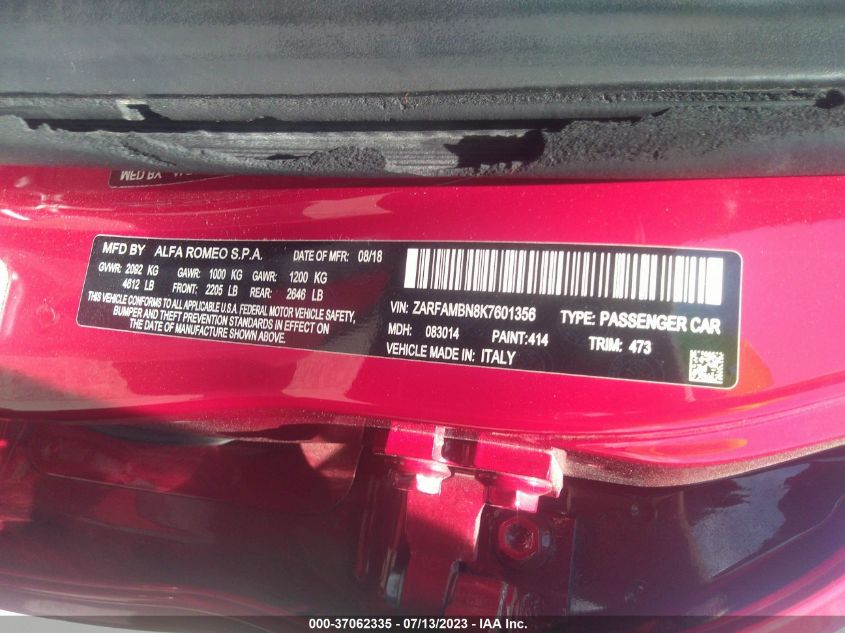 MFD BY
MFD BY ALFA ROMEO S.P.A. DATE OF MFR: 08/18
GVWR: 2092 KG GAWR: 1000 KG GAWR: 1200 KG
4612 LB FRONT: 2205 LB REAR: 2646 LB
THIS VEHICLE CONFORMS TO ALL APPLICABLE U.S.A. FEDERAL MOTOR VEHICLE SAFETY,
BUMPER AND THEFT PREVENTION STANDARDS IN EFFECT ON
THE DATE OF MANUFACTURE SHOWN ABOVE.
VIN: ZARFAMBN8K7601356 TYPE: PASSENGER CAR
MDH: 083014 PAINT: 414 TRIM: 473
VEHICLE MADE IN: ITALY
000-37062335 - 07/13/2023 - IAA Inc.